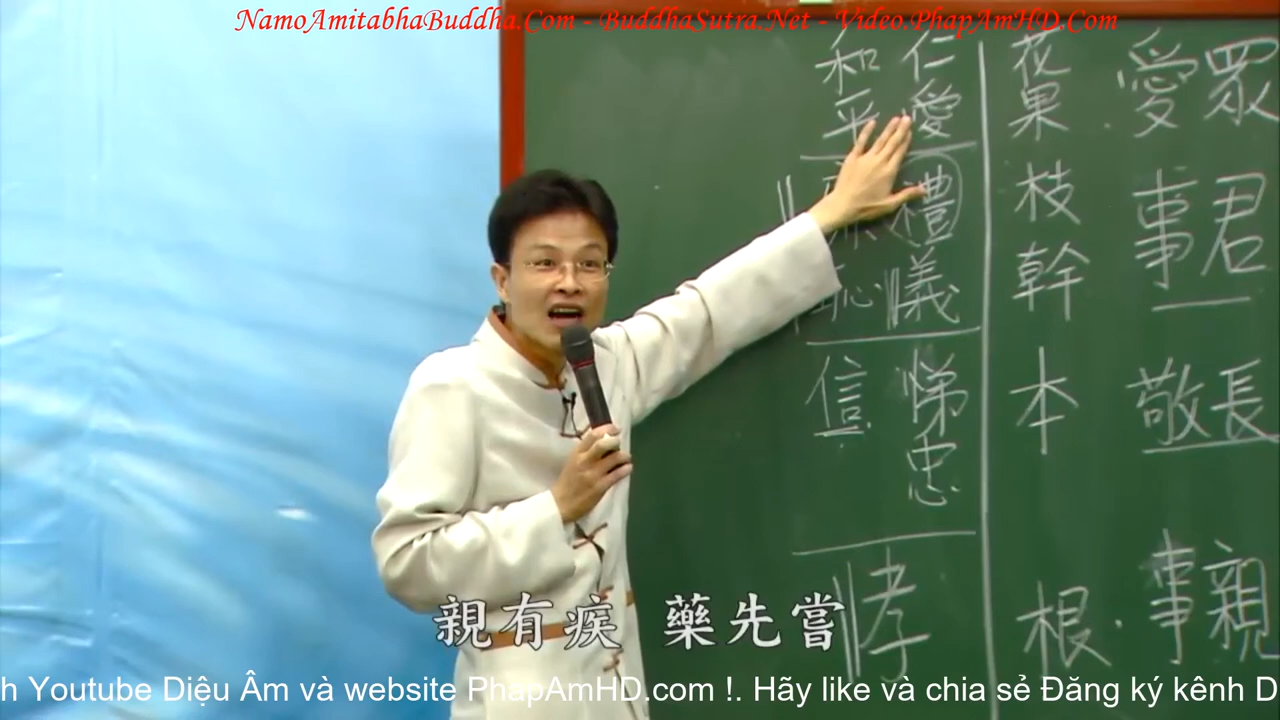 NamoAmitabhaBuddha.Com - BuddhaSutra.Net - Video.PhapAmHD.Com
眾 君 長 親
愛 事 敬 事
花果 枝幹 本 根
仁愛 禮義 悌忠 孝
和平 恥 信
親有疾 藥先嘗
h Youtube Diệu Âm và website PhapAmHD.com !. Hãy like và chia sẻ Đăng ký kênh D